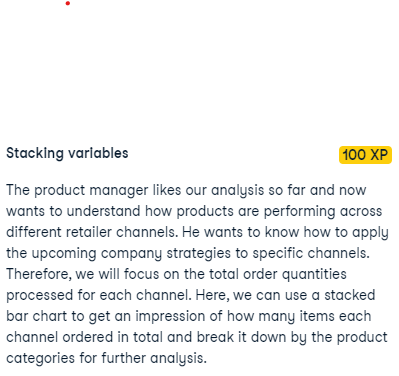 Stacking variables
100 XP
The product manager likes our analysis so far and now
wants to understand how products are performing across
different retailer channels. He wants to know how to apply
the upcoming company strategies to specific channels.
Therefore, we will focus on the total order quantities
processed for each channel. Here, we can use a stacked
bar chart to get an impression of how many items each
channel ordered in total and break it down by the product
categories for further analysis.